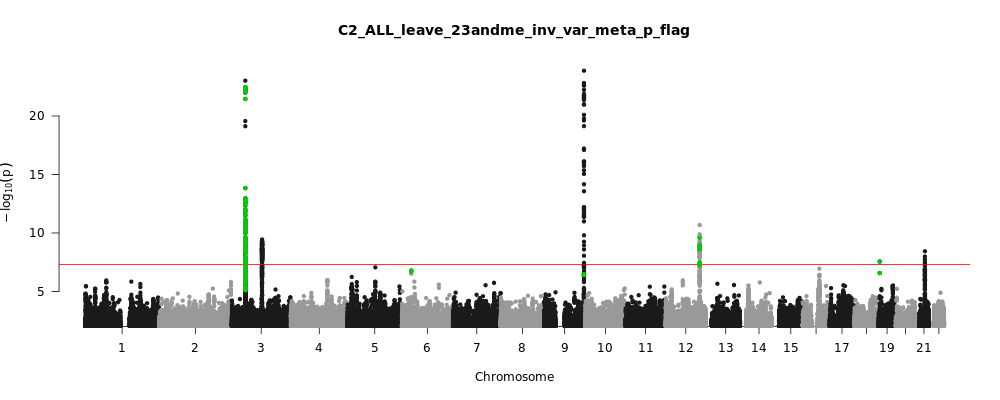 C2_ALL_leave_23andme_inv_var_meta_p_flag
20
15
10
5
−log10(p)
1 2 3 4 5 6 7 8 9 10 11 12 13 14 15 17 19 21
Chromosome